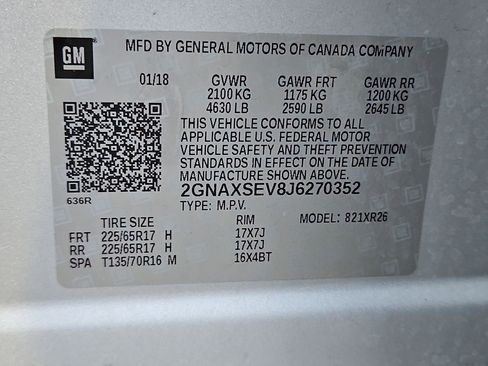 GM
MFD BY GENERAL MOTORS OF CANADA COMPANY
01/18 GVWR GAWR FRT GAWR RR
2100 KG 1175 KG 1200 KG
4630 LB 2590 LB 2645 LB
THIS VEHICLE CONFORMS TO ALL
APPLICABLE U.S. FEDERAL MOTOR
VEHICLE SAFETY AND THEFT PREVENTION
STANDARDS IN EFFECT ON THE DATE OF
MANUFACTURE SHOWN ABOVE.
2GNAXSEV8J6270352
636R
TYPE: M.P.V. MODEL: 821XR26
TIRE SIZE RIM
FRT 225/65R17 H 17X7J
RR 225/65R17 H 17X7J
SPA T135/70R16 M 16X4BT